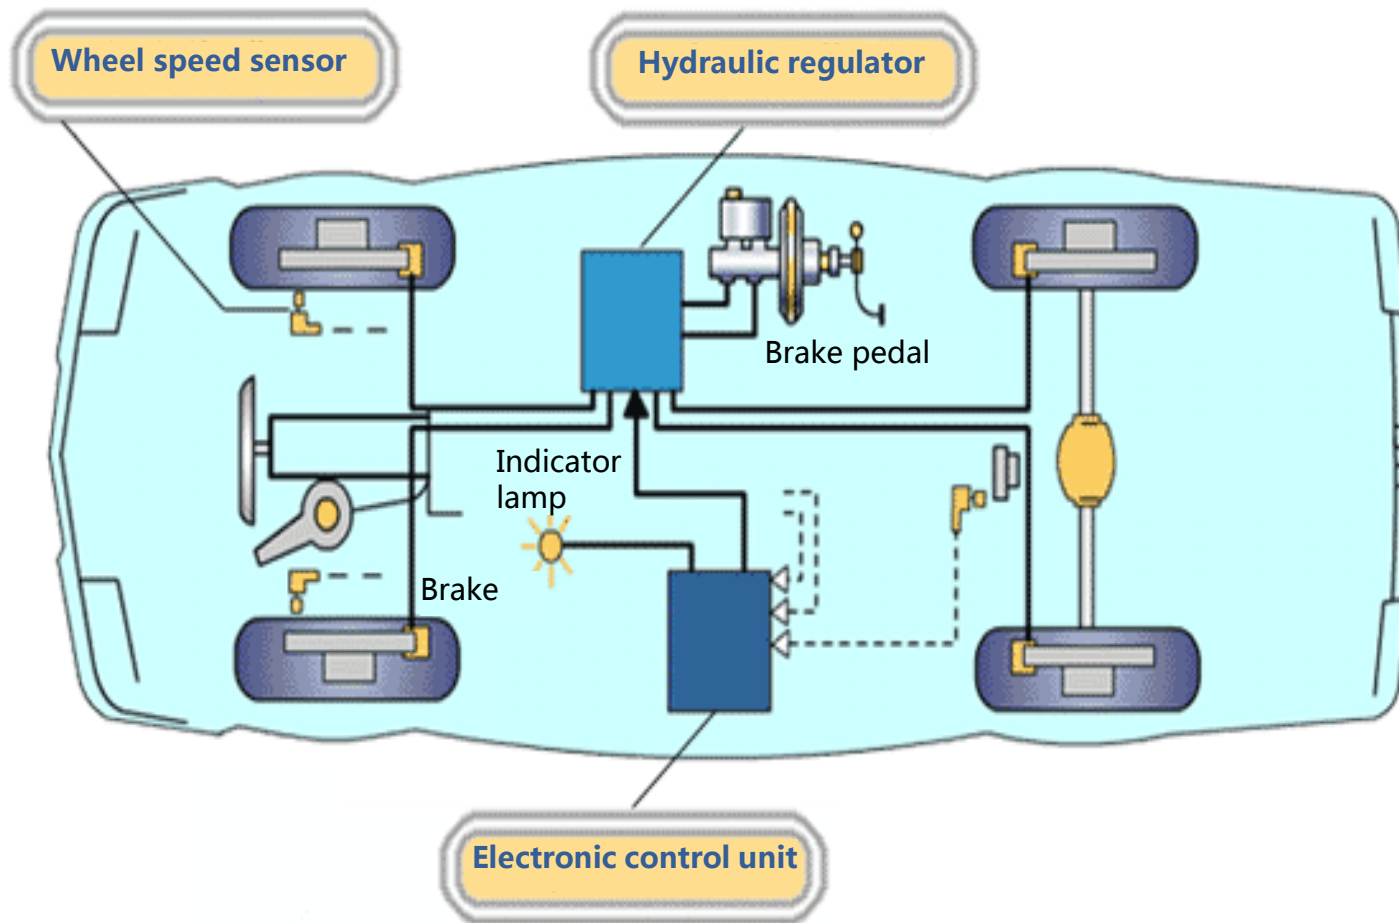 Wheel speed sensor
Hydraulic regulator
Brake pedal
Indicator
lamp
Brake
Electronic control unit